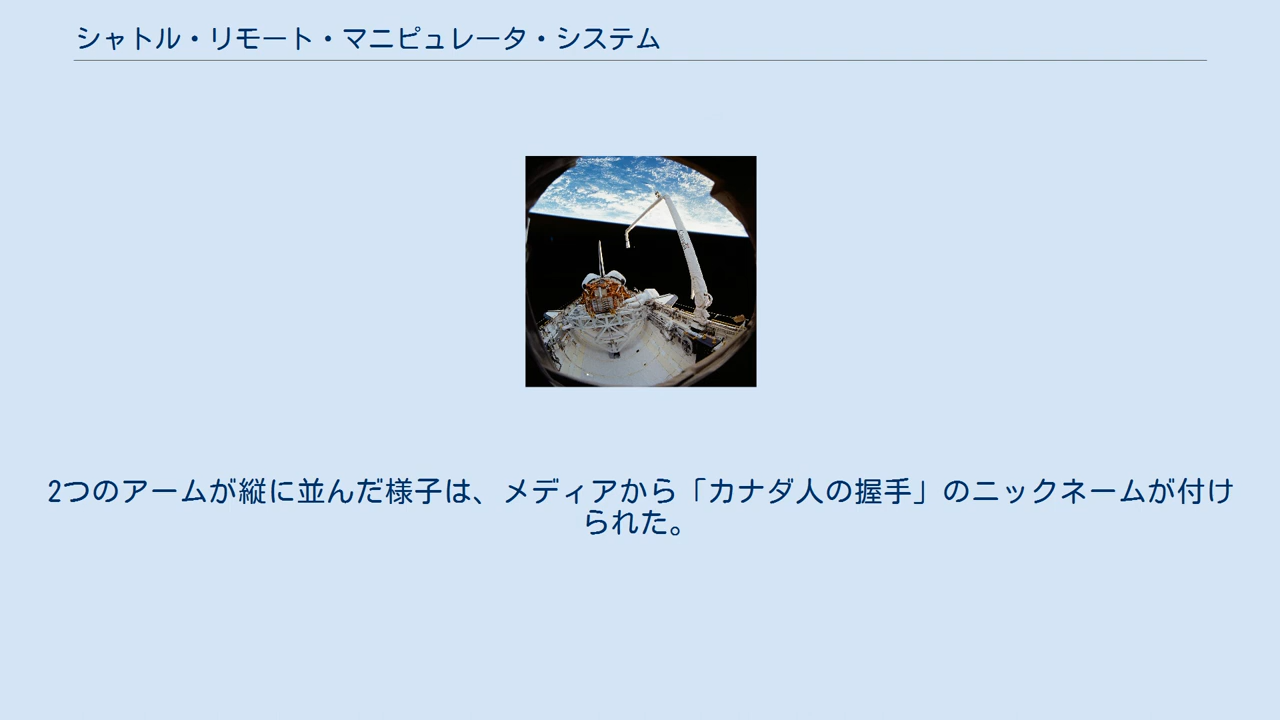 シャトル・リモート・マニピュレータ・システム
2つのアームが縦に並んだ様子は、メディアから「カナダ人の握手」のニックネームが付け
られた。